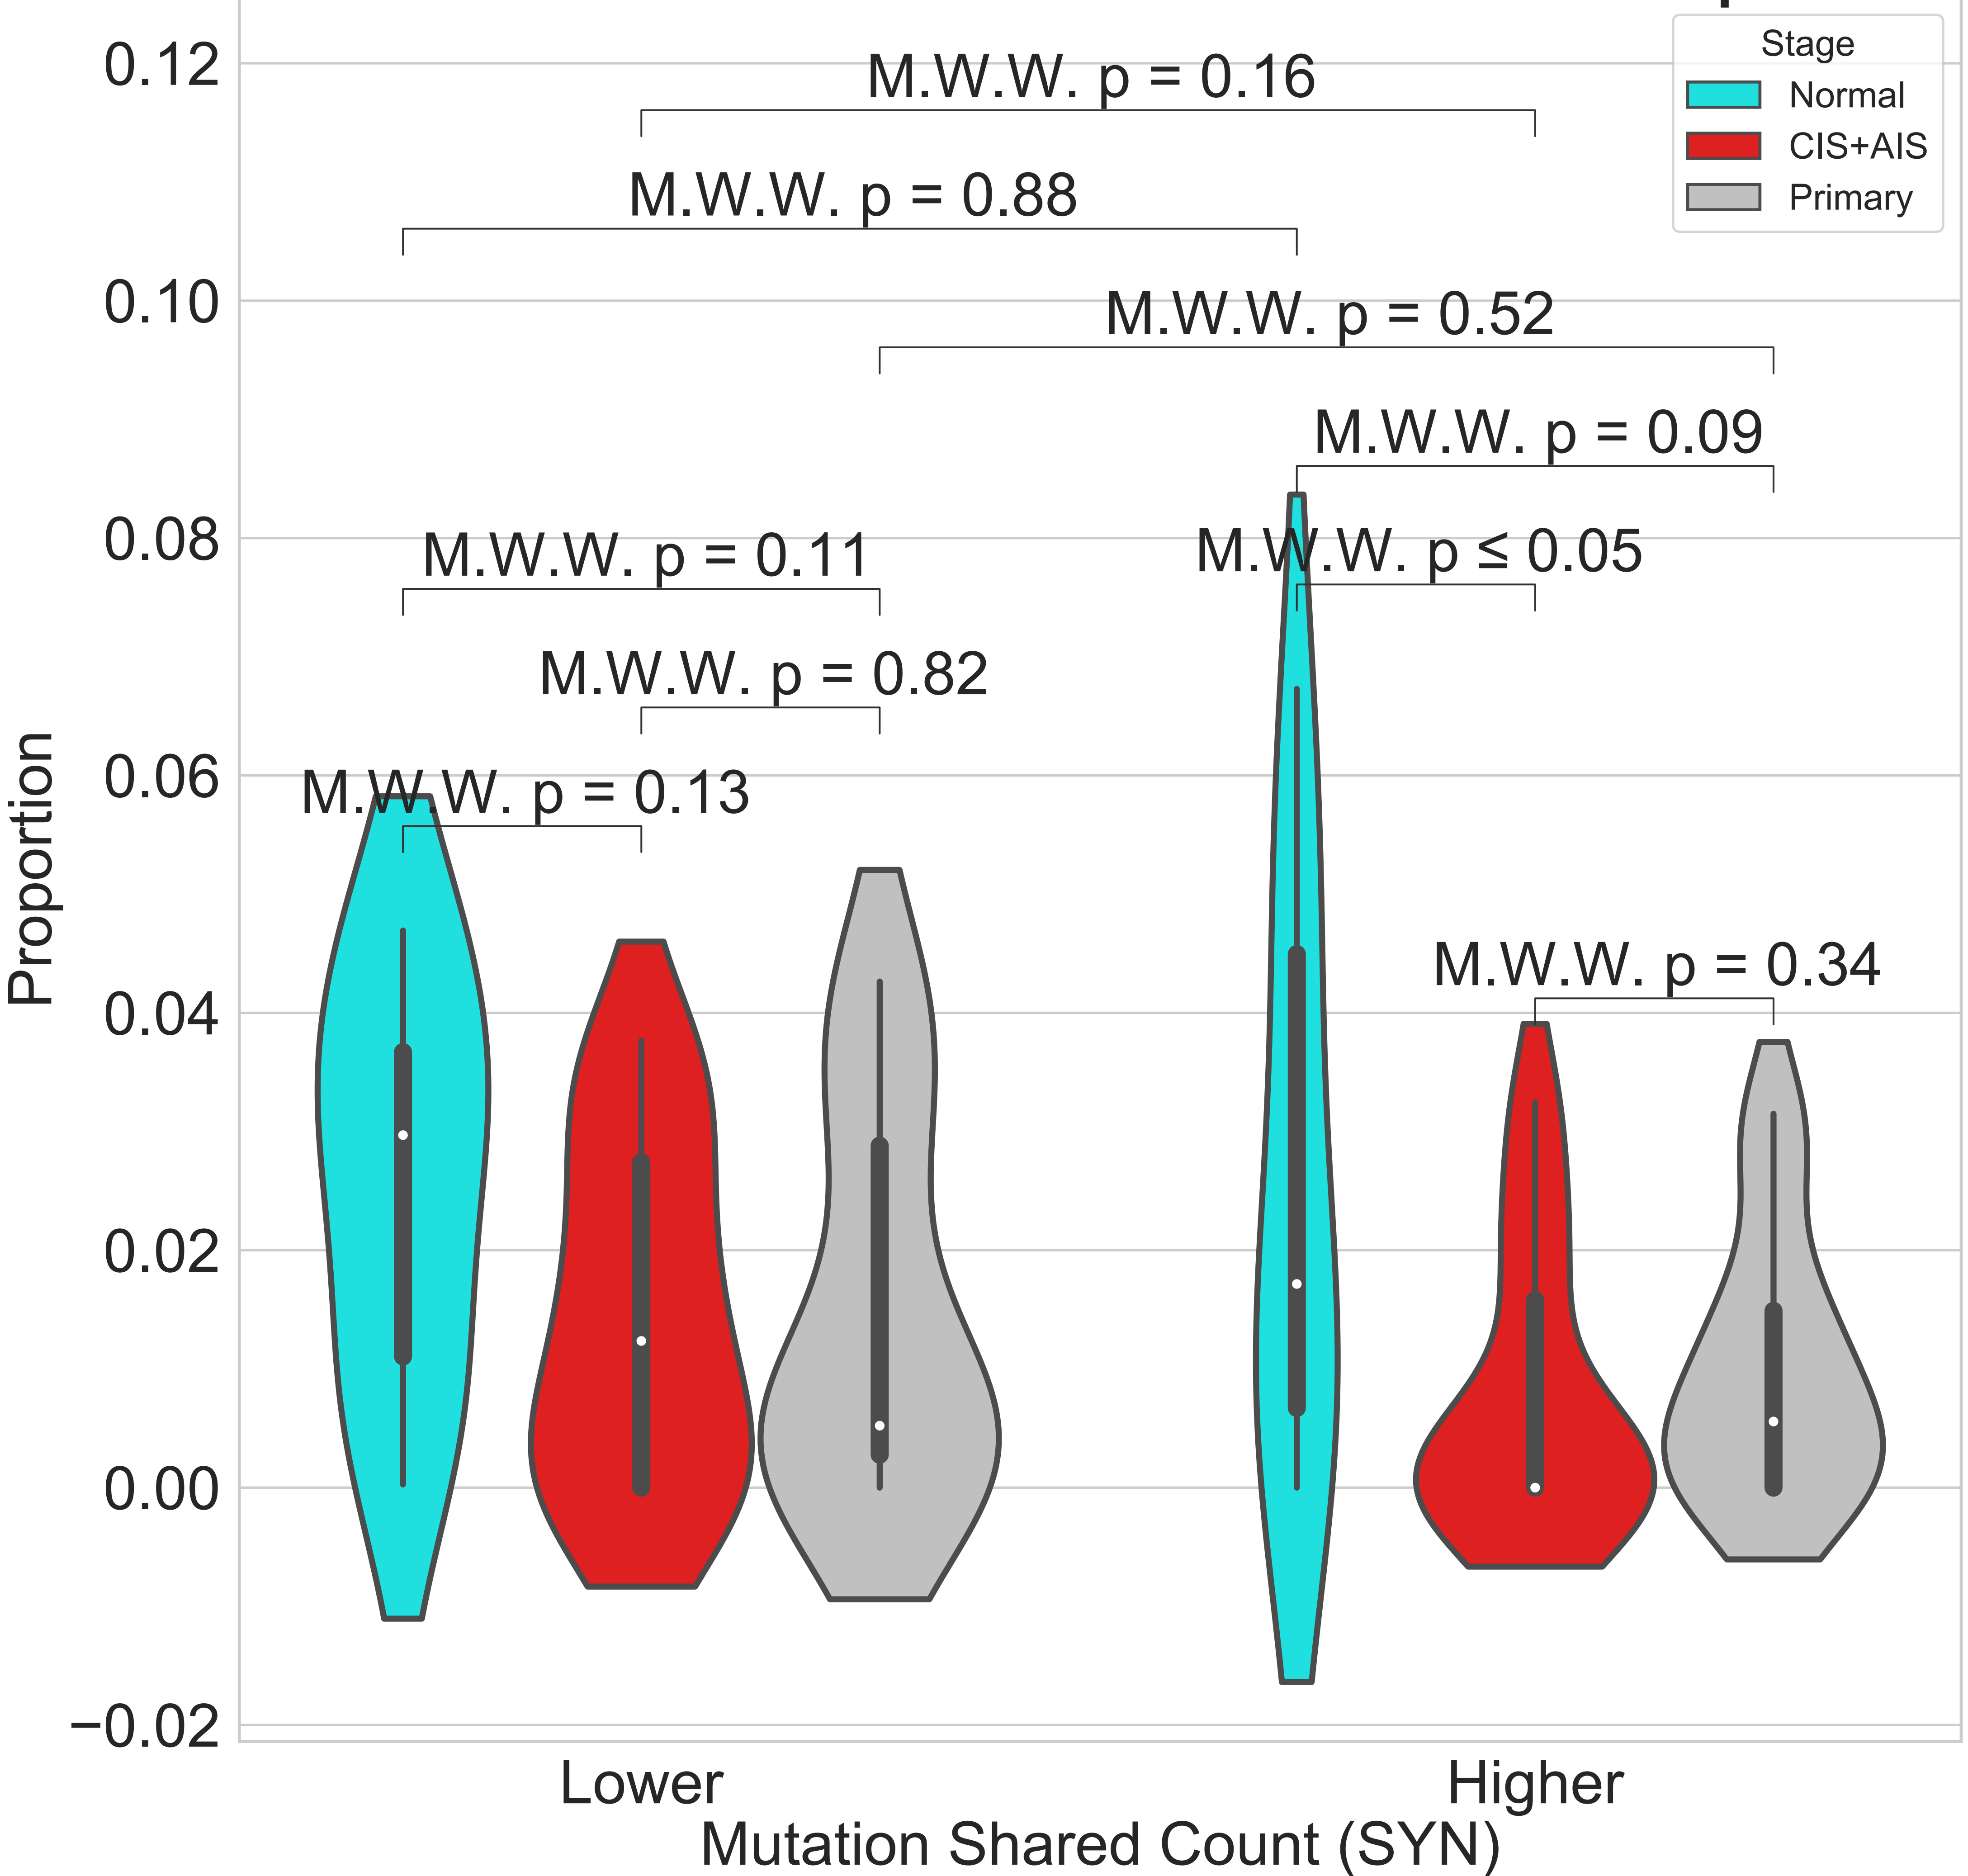 Stage
Normal
CIS+AIS
Primary
0.12
0.10
0.08
0.06
0.04
0.02
0.00
−0.02
Proportion
M.W.W. p = 0.16
M.W.W. p = 0.88
M.W.W. p = 0.52
M.W.W. p = 0.09
M.W.W. p = 0.11
M.W.W. p ≤ 0.05
M.W.W. p = 0.82
M.W.W. p = 0.13
M.W.W. p = 0.34
Lower
Higher
Mutation Shared Count (SYN)